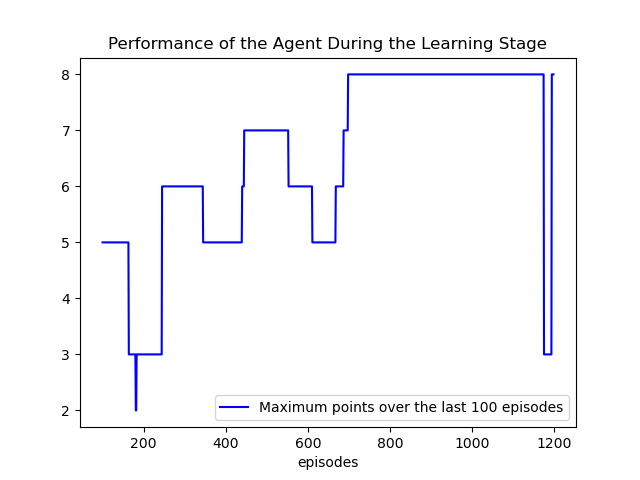 Performance of the Agent During the Learning Stage
8
7
6
5
4
3
2
Maximum points over the last 100 episodes
200 400 600 800 1000 1200
episodes